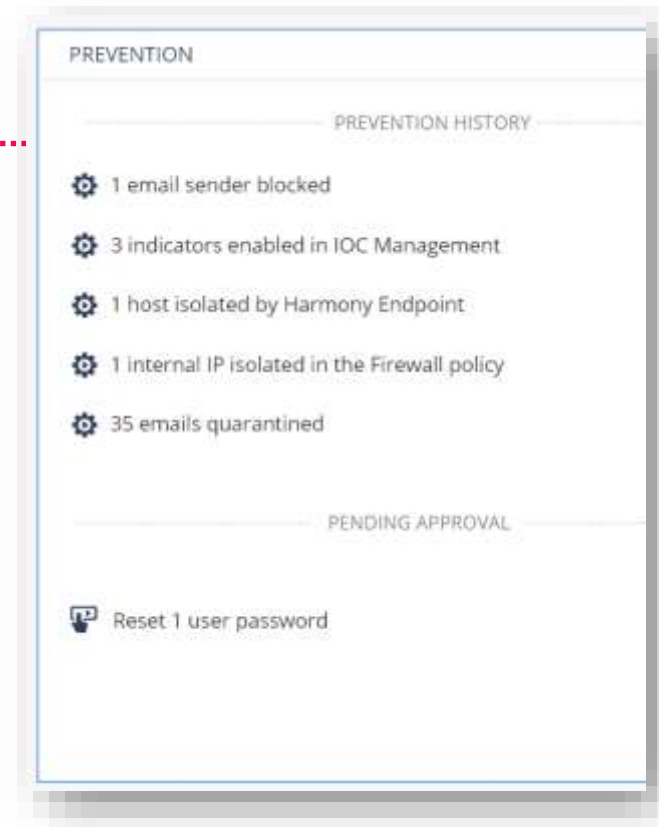 PREVENTION
PREVENTION HISTORY
1 email sender blocked
3 indicators enabled in IOC Management
1 host isolated by Harmony Endpoint
1 internal IP isolated in the Firewall policy
35 emails quarantined
PENDING APPROVAL
Reset 1 user password